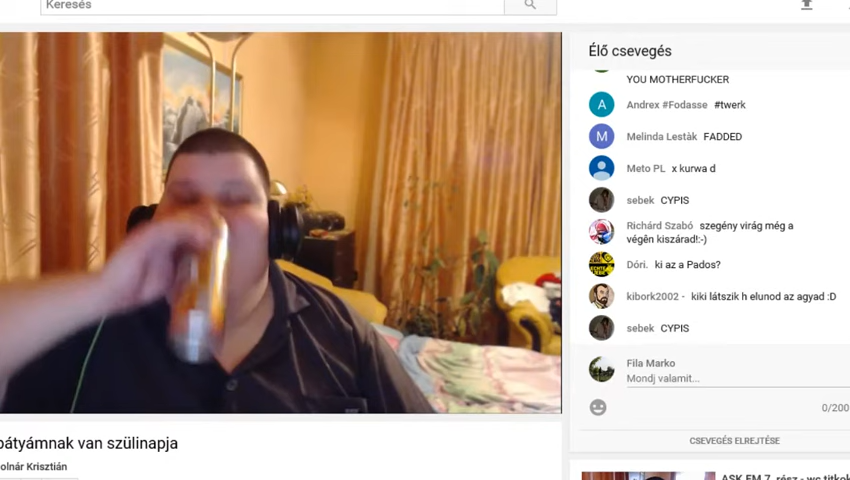 Keresés
Élő csevegés
YOU MOTHERFUCKER
A Andrex #Fodasse #twerk
M Melinda Lestàk FADDED
Meto PL x kurwa d
sebek CYPIS
Richárd Szabó szegény virág még a
végên kiszárad!:-)
Dóri. ki az a Pados?
kibork2002 - kiki látszik h elunod az agyad :D
sebek CYPIS
Fila Marko
Mondj valamit...
0/200
CSEVEGÉS ELREJTÉSE
bátyámnak van szülinapja
olnár Krisztián
ASK FM 7. rész - wc titkok